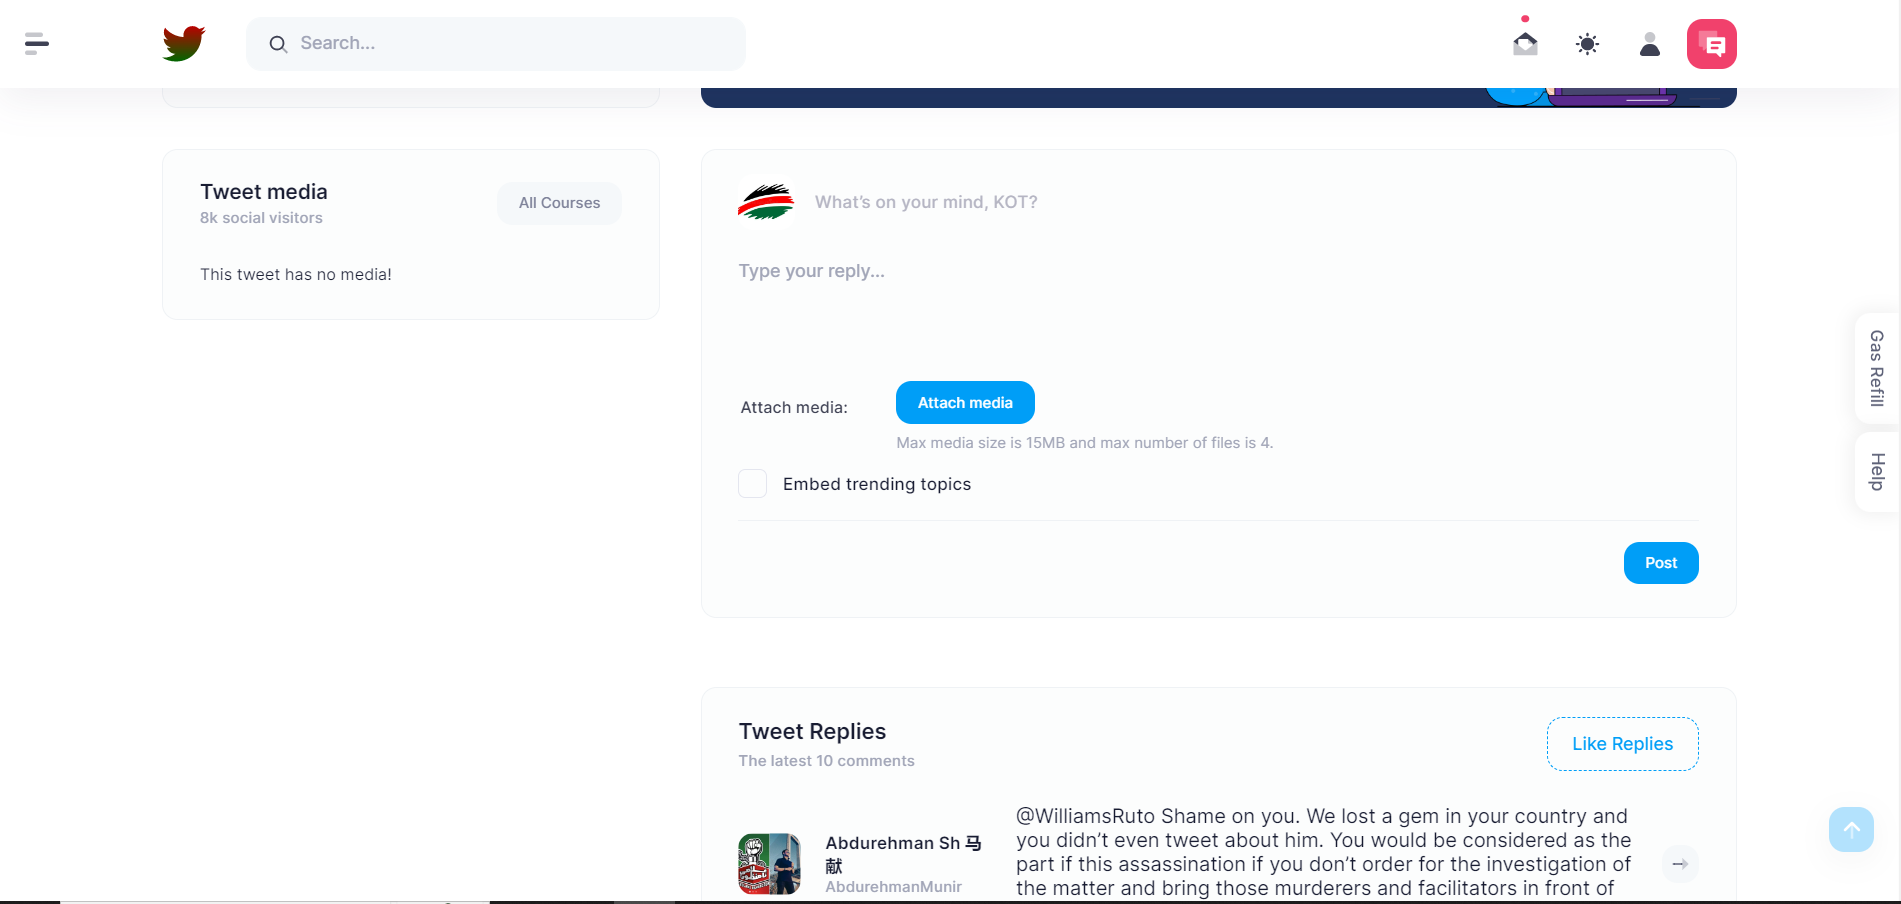 Search...
Tweet media
8k social visitors
All Courses
This tweet has no media!
What's on your mind, KOT?
Type your reply...
Attach media:
Attach media
Max media size is 15MB and max number of files is 4.
Embed trending topics
Post
Gas Refill
Help
Tweet Replies
The latest 10 comments
Like Replies
Abdurehman Sh 马
献
AbdurehmanMunir
@WilliamsRuto Shame on you. We lost a gem in your country and
you didn't even tweet about him. You would be considered as the
part if this assassination if you don't order for the investigation of
the matter and bring those murderers and facilitators in front of